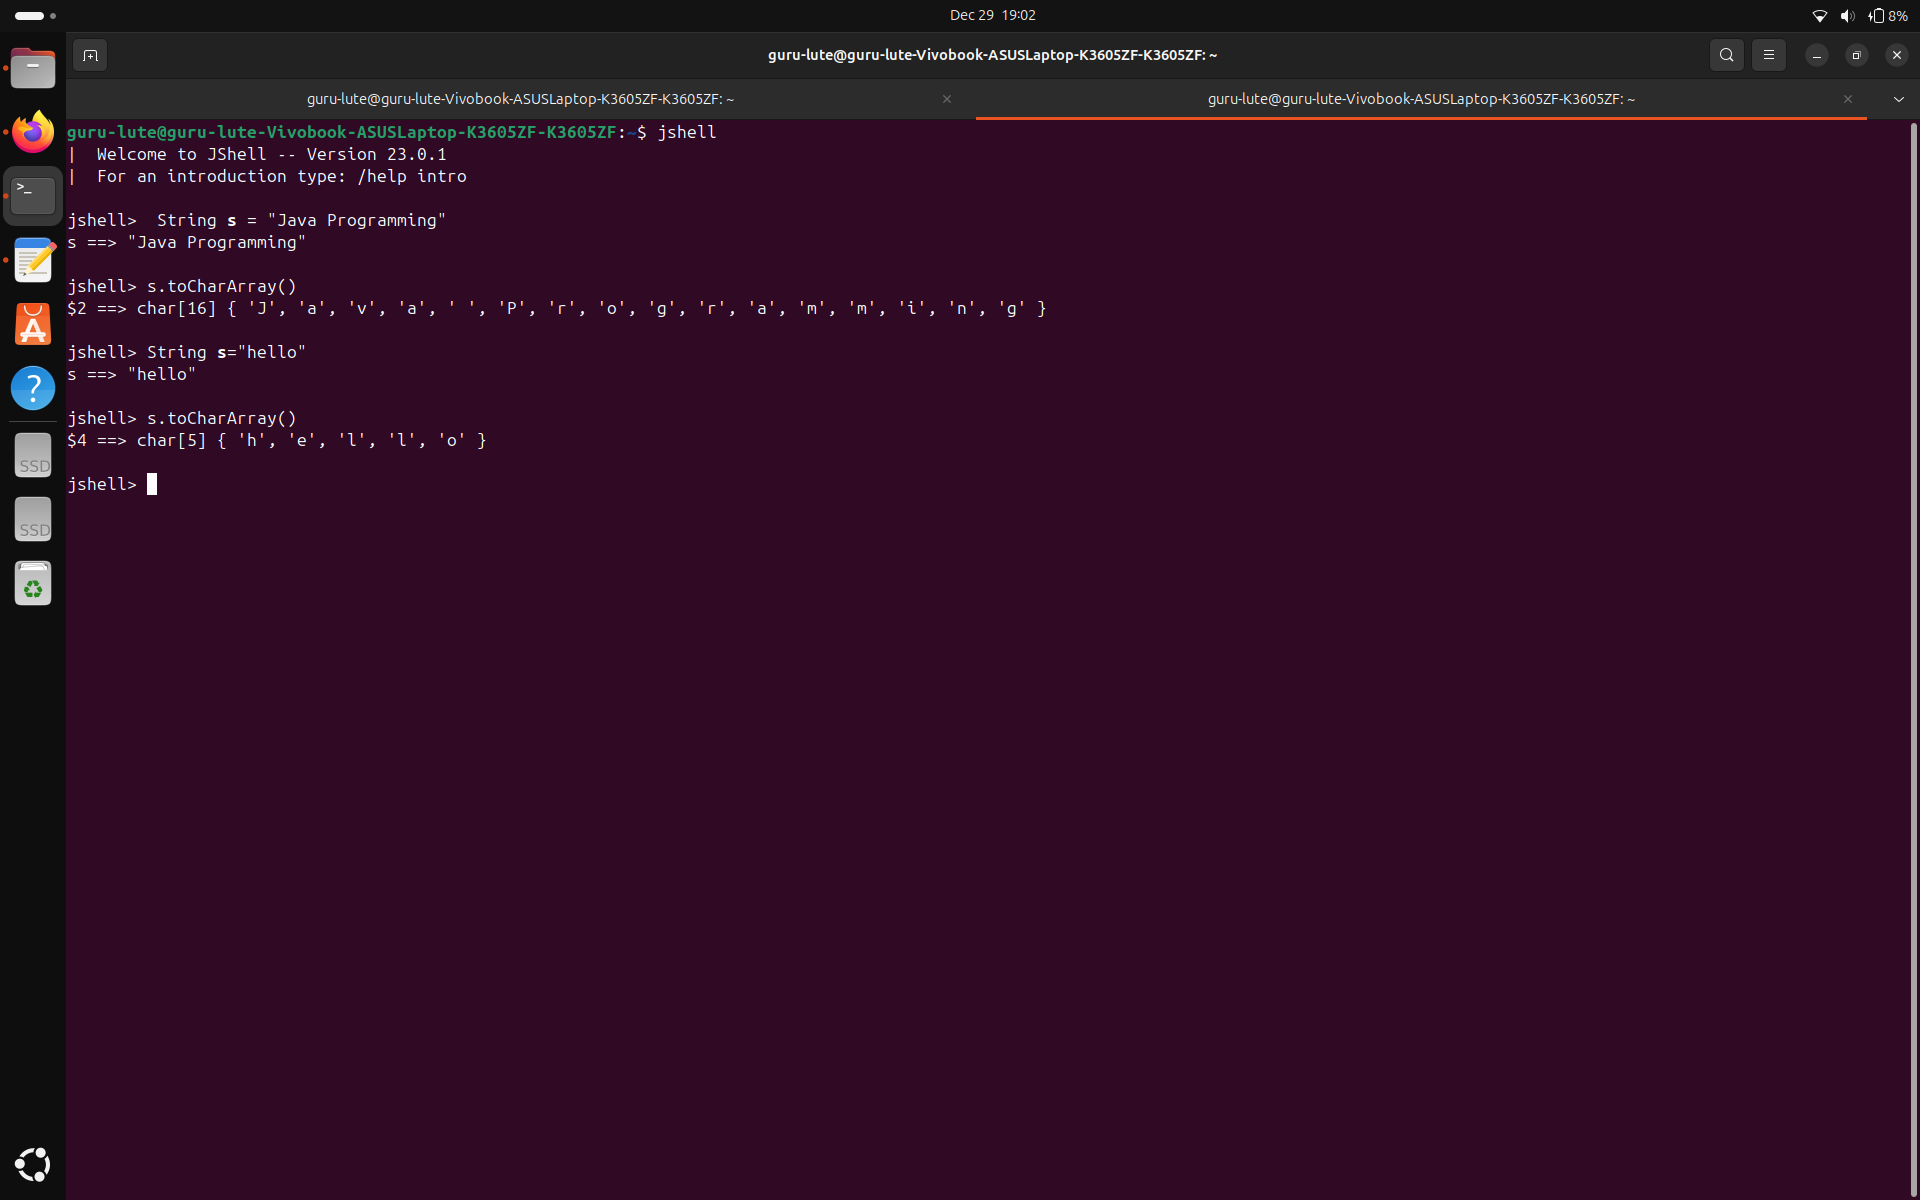 Dec 29 19:02
8%
guru-lute@guru-lute-Vivobook-ASUSLaptop-K3605ZF-K3605ZF: ~
guru-lute@guru-lute-Vivobook-ASUSLaptop-K3605ZF-K3605ZF: ~
guru-lute@guru-lute-Vivobook-ASUSLaptop-K3605ZF-K3605ZF: ~
guru-lute@guru-lute-Vivobook-ASUSLaptop-K3605ZF-K3605ZF:~$ jshell
|  Welcome to JShell -- Version 23.0.1
|  For an introduction type: /help intro
jshell>  String s = "Java Programming"
s ==> "Java Programming"
jshell> s.toCharArray()
$2 ==> char[16] { 'J', 'a', 'v', 'a', ' ', 'P', 'r', 'o', 'g', 'r', 'a', 'm', 'm', 'i', 'n', 'g' }
jshell> String s="hello"
s ==> "hello"
jshell> s.toCharArray()
$4 ==> char[5] { 'h', 'e', 'l', 'l', 'o' }
jshell>
SSD
SSD